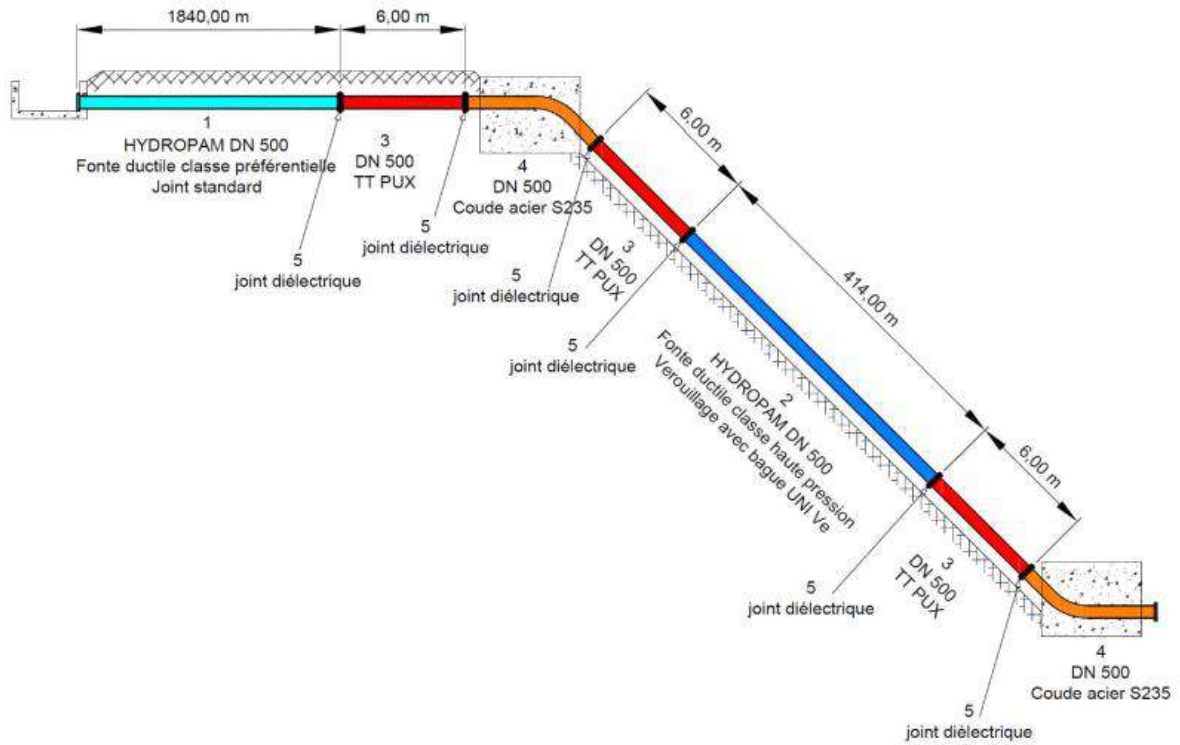 1840,00 m
6,00 m
1
HYDROPAM DN 500
Fonte ductile classe préférentielle
Joint standard
3
DN 500
TT PUX
4
DN 500
Coude acier S235
5
joint diélectrique
5
joint diélectrique
5
joint diélectrique
5
joint diélectrique
6,00 m
3
DN 500
TT PUX
414,00 m
2
HYDROPAM DN 500
Fonte ductile classe haute pression
Verouillage avec bague UNI Ve
6,00 m
3
DN 500
TT PUX
5
joint diélectrique
4
DN 500
Coude acier S235
5
joint diélectrique